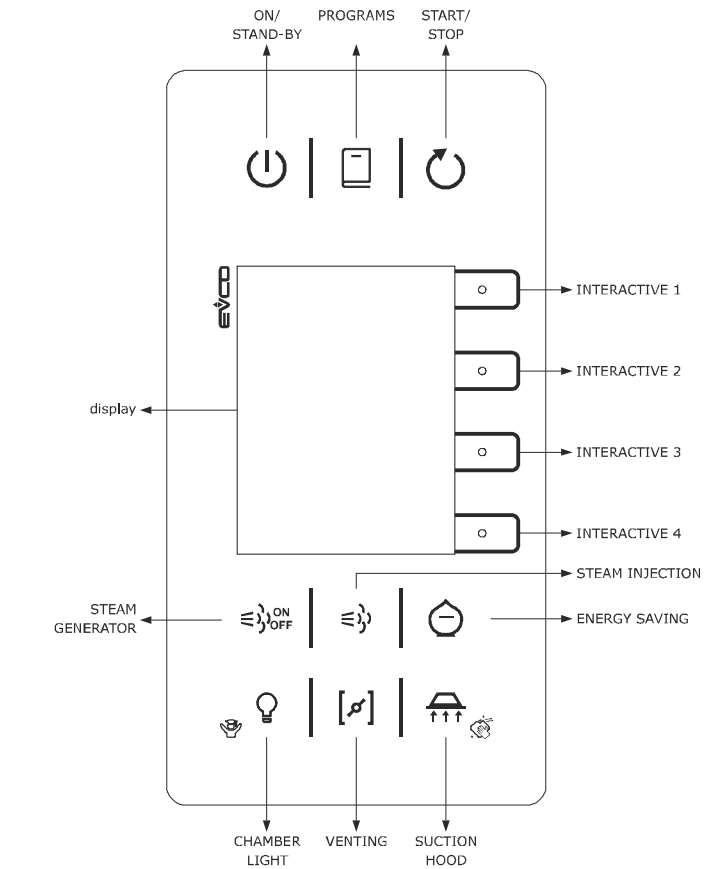 ON/
STAND-BY
PROGRAMS
START/
STOP
EVCO
INTERACTIVE 1
INTERACTIVE 2
display
INTERACTIVE 3
INTERACTIVE 4
STEAM INJECTION
STEAM
GENERATOR
ON
OFF
ENERGY SAVING
CHAMBER
LIGHT
VENTING
SUCTION
HOOD